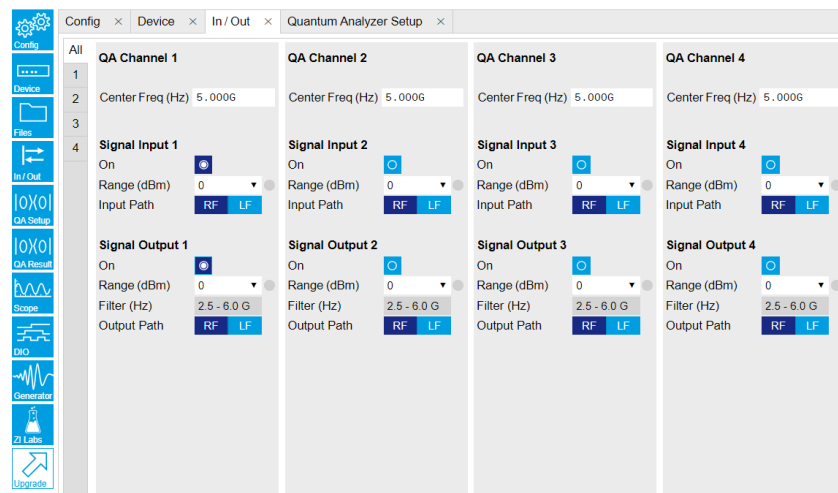 Config × Device × In / Out × Quantum Analyzer Setup ×
Config
Device
Files
In / Out
QA Setup
QA Result
Scope
DIO
Generator
ZI Labs
Upgrade
All
1
2
3
4
QA Channel 1
Center Freq (Hz) 5.000G
Signal Input 1
On
Range (dBm) 0
Input Path RF LF
Signal Output 1
On
Range (dBm) 0
Filter (Hz) 2.5 - 6.0 G
Output Path RF LF
QA Channel 2
Center Freq (Hz) 5.000G
Signal Input 2
On
Range (dBm) 0
Input Path RF LF
Signal Output 2
On
Range (dBm) 0
Filter (Hz) 2.5 - 6.0 G
Output Path RF LF
QA Channel 3
Center Freq (Hz) 5.000G
Signal Input 3
On
Range (dBm) 0
Input Path RF LF
Signal Output 3
On
Range (dBm) 0
Filter (Hz) 2.5 - 6.0 G
Output Path RF LF
QA Channel 4
Center Freq (Hz) 5.000G
Signal Input 4
On
Range (dBm) 0
Input Path RF LF
Signal Output 4
On
Range (dBm) 0
Filter (Hz) 2.5 - 6.0 G
Output Path RF LF